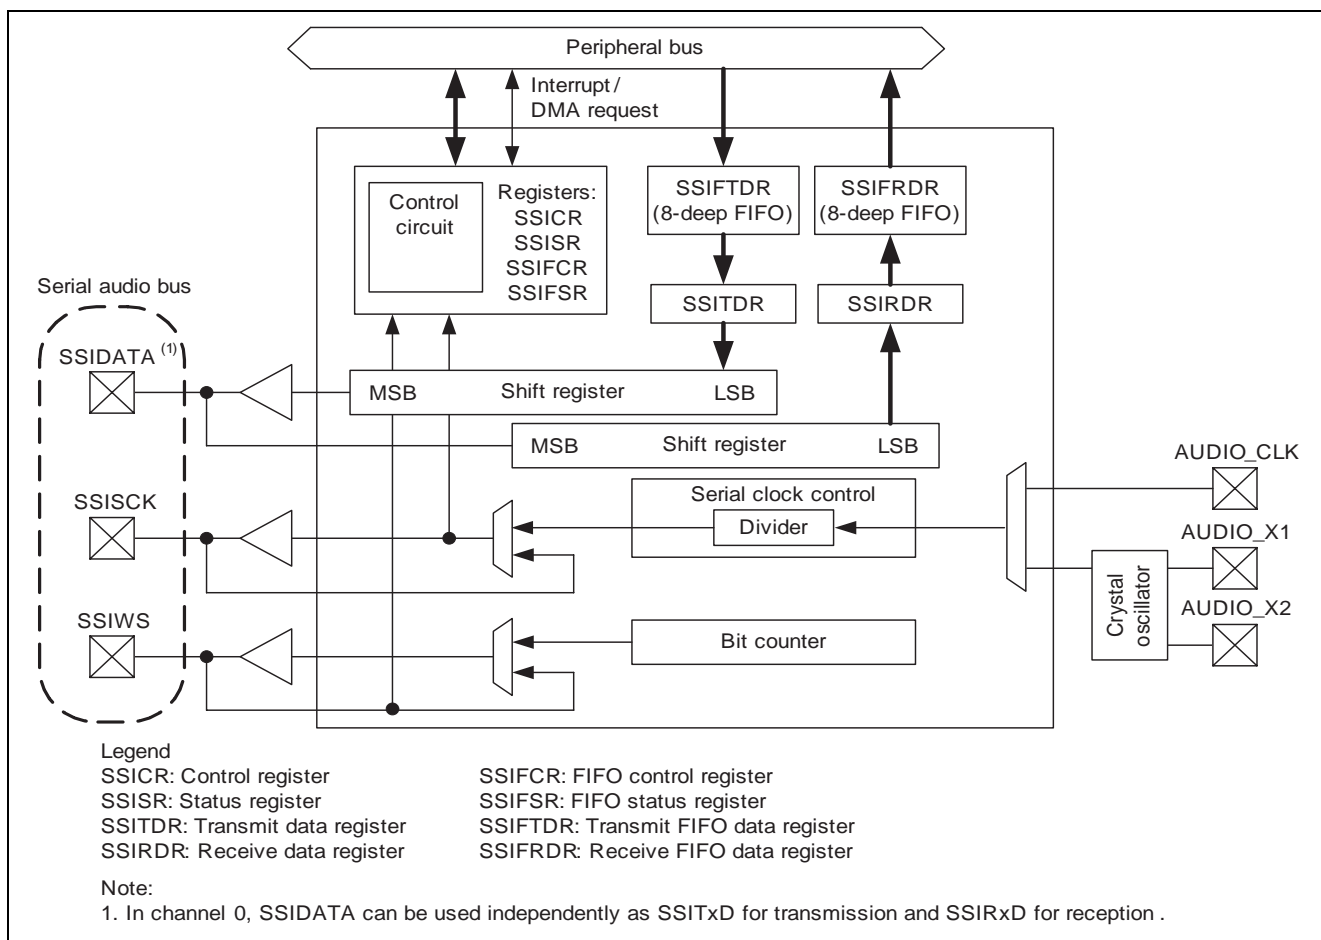 Peripheral bus
Interrupt /
DMA request
Control
circuit
Registers:
SSICR
SSISR
SSIFCR
SSIFSR
SSIFTDR
(8-deep FIFO)
SSIFRDR
(8-deep FIFO)
SSITDR
SSIRDR
Serial audio bus
SSIDATA (1)
MSB Shift register LSB
MSB Shift register LSB
AUDIO_CLK
SSISCK
Serial clock control
Divider
AUDIO_X1
Crystal
oscillator
AUDIO_X2
SSIWS
Bit counter
Legend
SSICR: Control register SSIFCR: FIFO control register
SSISR: Status register SSIFSR: FIFO status register
SSITDR: Transmit data register SSIFTDR: Transmit FIFO data register
SSIRDR: Receive data register SSIFRDR: Receive FIFO data register
Note:
1. In channel 0, SSIDATA can be used independently as SSITxD for transmission and SSIRxD for reception .